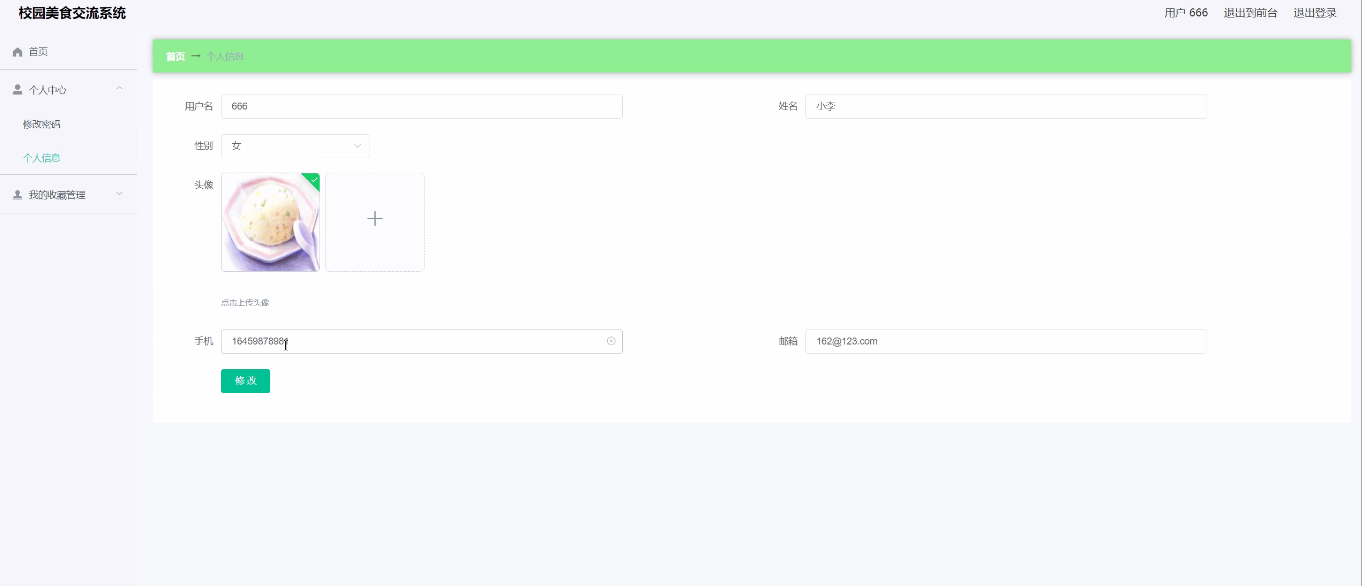 校园美食交流系统
用户 666 退出到前台 退出登录
首页
个人中心
修改密码
个人信息
我的收藏管理
首页 → 个人信息
用户名 666
姓名 小李
性别 女
头像
点击上传头像
手机
邮箱 162@123.com
修改